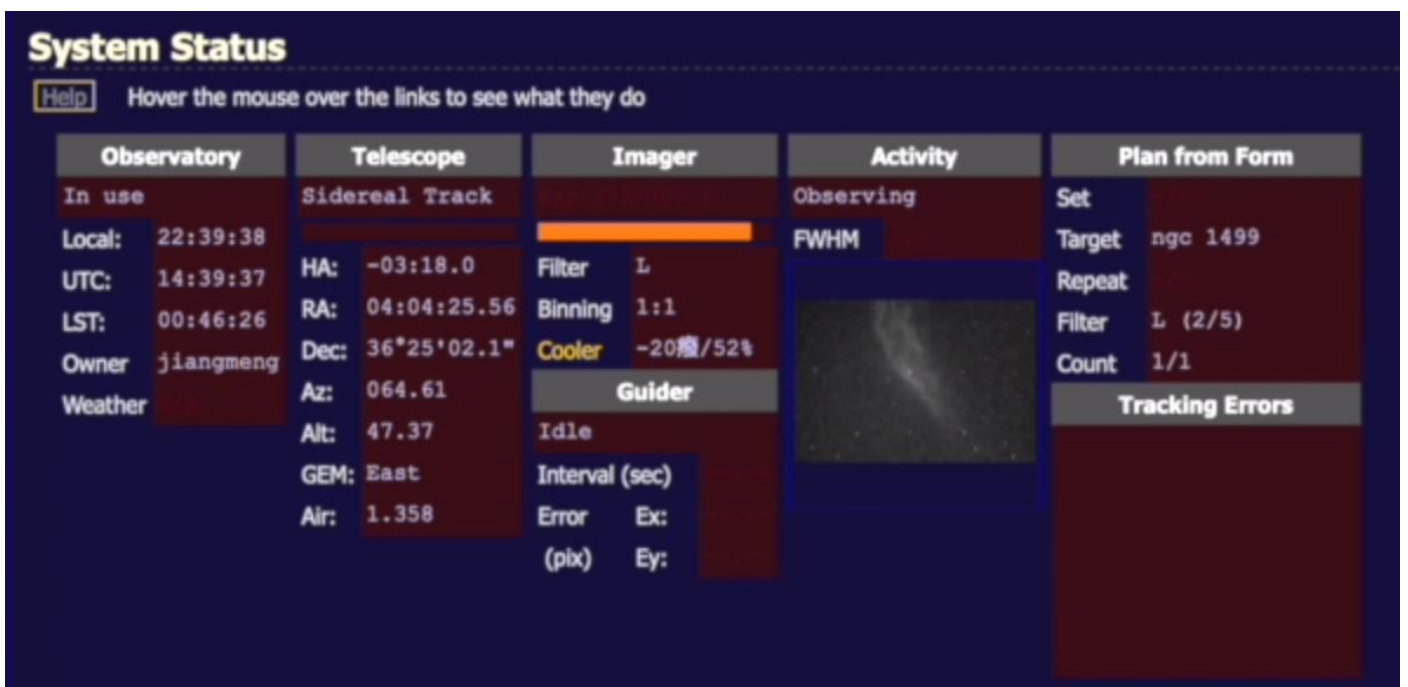 System Status
Help Hover the mouse over the links to see what they do
Observatory
In use
Local: 22:39:38
UTC: 14:39:37
LST: 00:46:26
Owner jiangmeng
Weather
Telescope
Sidereal Track
HA: -03:18.0
RA: 04:04:25.56
Dec: 36°25'02.1"
Az: 064.61
Alt: 47.37
GEM: East
Air: 1.358
Imager
Filter L
Binning 1:1
Cooler -20癈/52%
Guider
Idle
Interval (sec)
Error Ex:
(pix) Ey:
Activity
Observing
FWHM
Plan from Form
Set
Target ngc 1499
Repeat
Filter L (2/5)
Count 1/1
Tracking Errors